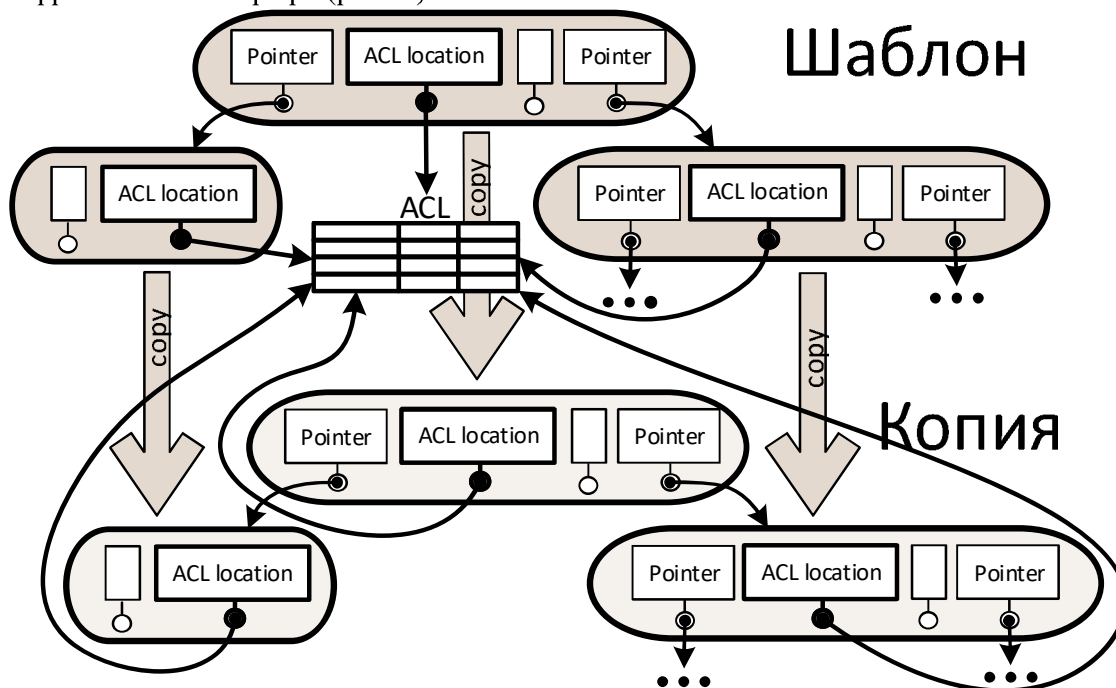 Шаблон
Pointer
ACL location
Pointer
ACL location
Pointer
ACL location
Pointer
ACL
copy
copy
copy
Копия
Pointer
ACL location
Pointer
ACL location
Pointer
ACL location
Pointer